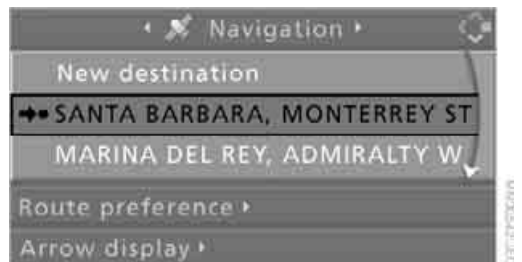 Navigation
New destination
SANTA BARBARA, MONTERREY ST
MARINA DEL REY, ADMIRALTY W
Route preference
Arrow display